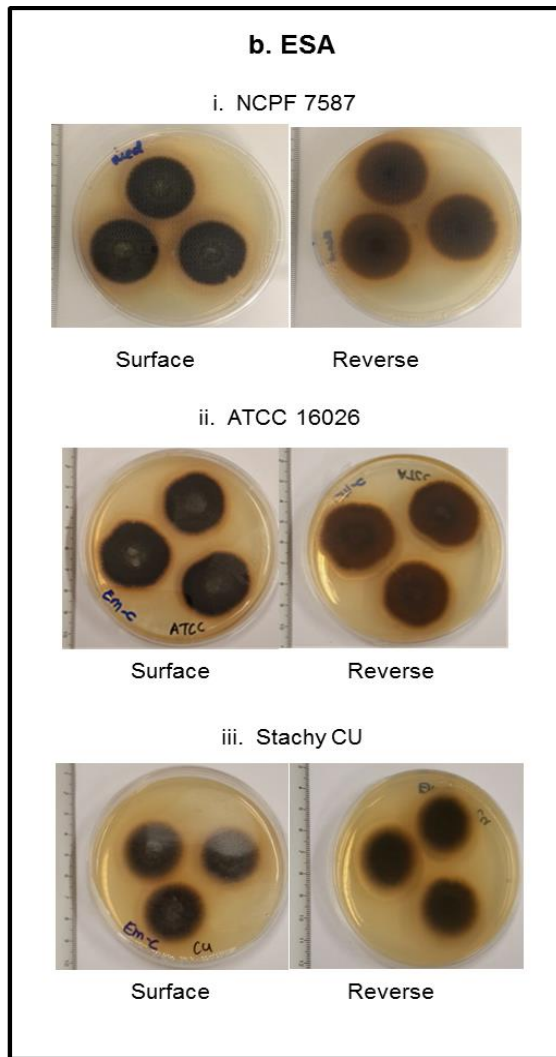 b. ESA
i. NCPF 7587
Surface
Reverse
ii. ATCC 16026
Em-c
ATCC
Surface
Reverse
iii. Stachy CU
Em-c
CU
Surface
Reverse